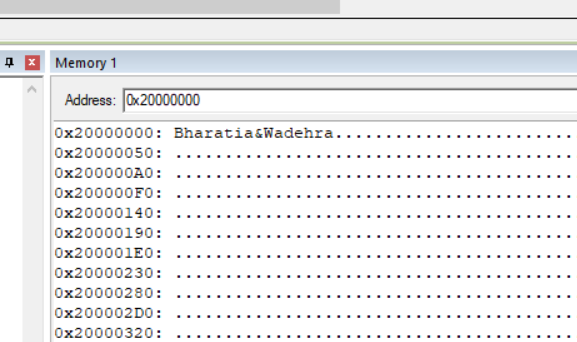 Memory 1
Address: 0x20000000
0x20000000: Bharatia&Wadehra........................
0x20000050: ........................................
0x200000A0: ........................................
0x200000F0: ........................................
0x20000140: ........................................
0x20000190: ........................................
0x200001E0: ........................................
0x20000230: ........................................
0x20000280: ........................................
0x200002D0: ........................................
0x20000320: ........................................